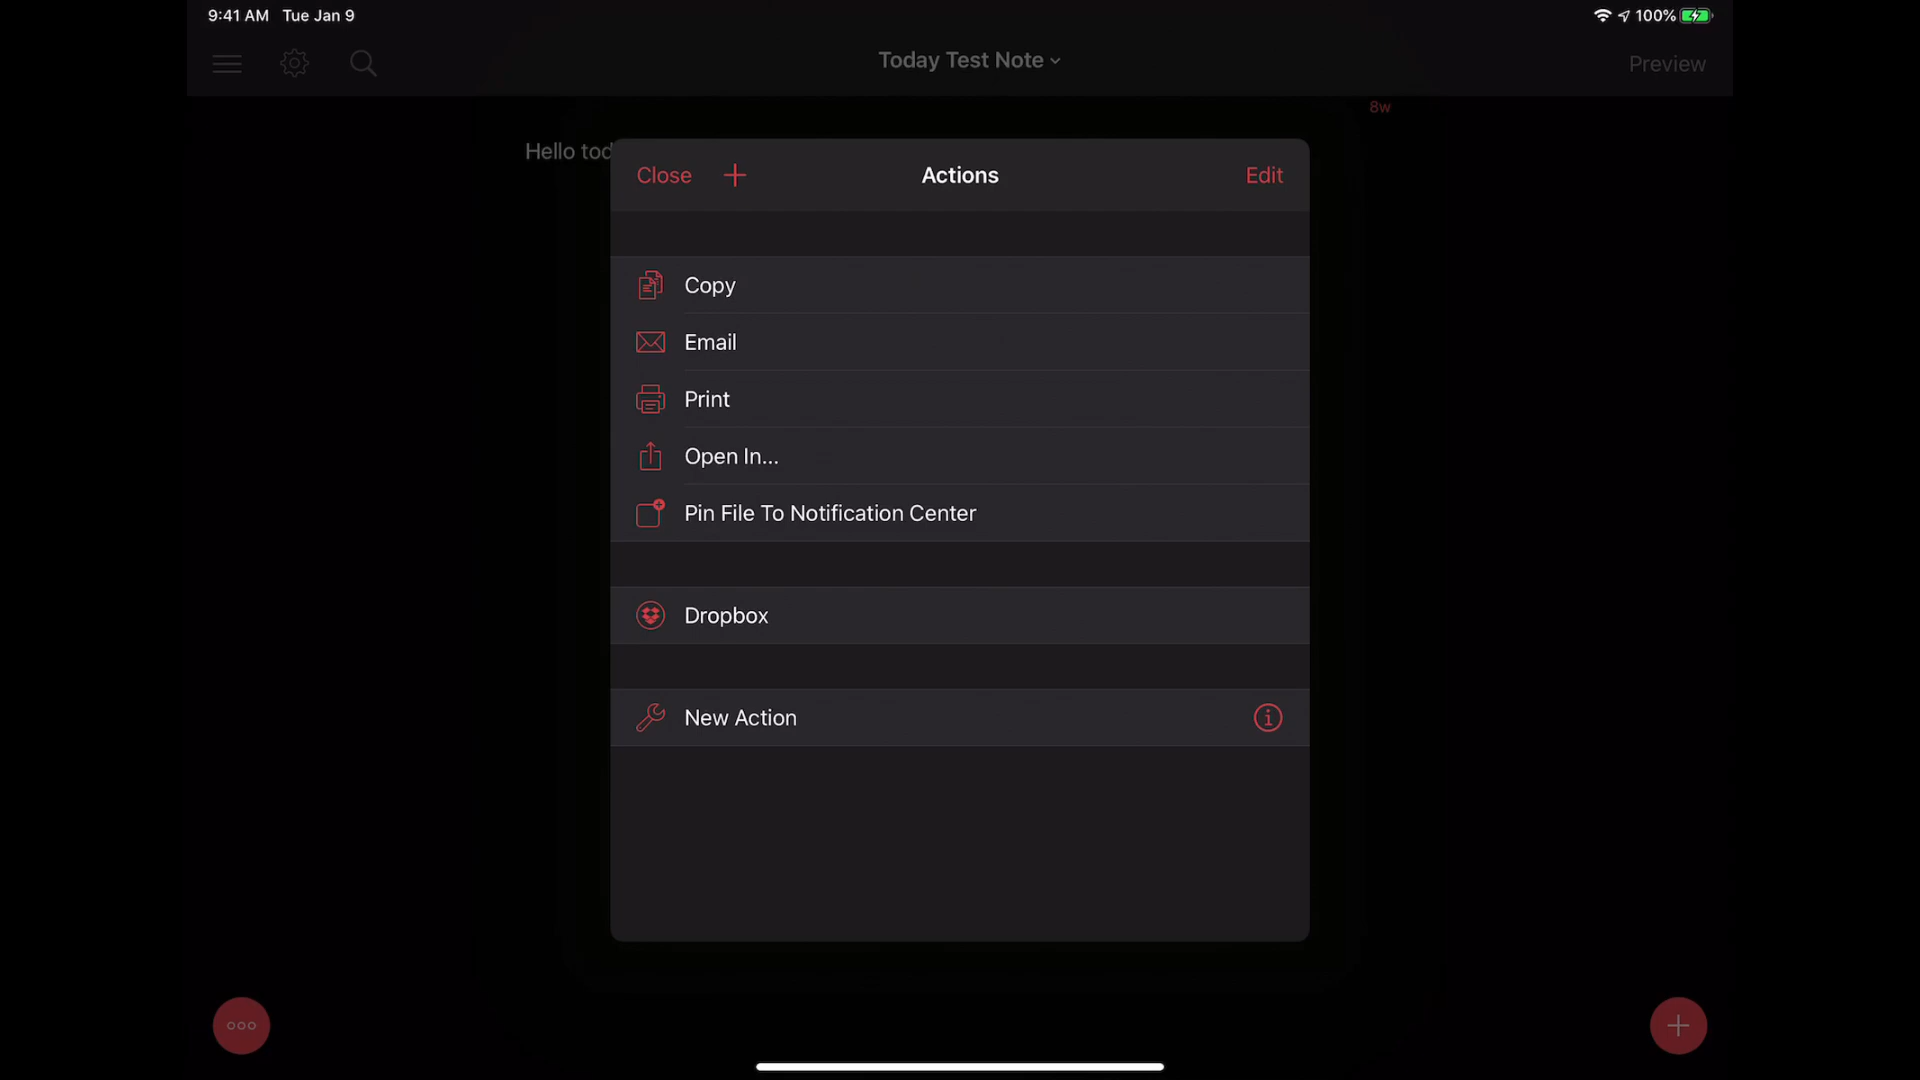 9:41 AM Tue Jan 9
100%
Today Test Note
Preview
8w
Hello tod
Close
Actions
Edit
Copy
Email
Print
Open In...
Pin File To Notification Center
Dropbox
New Action